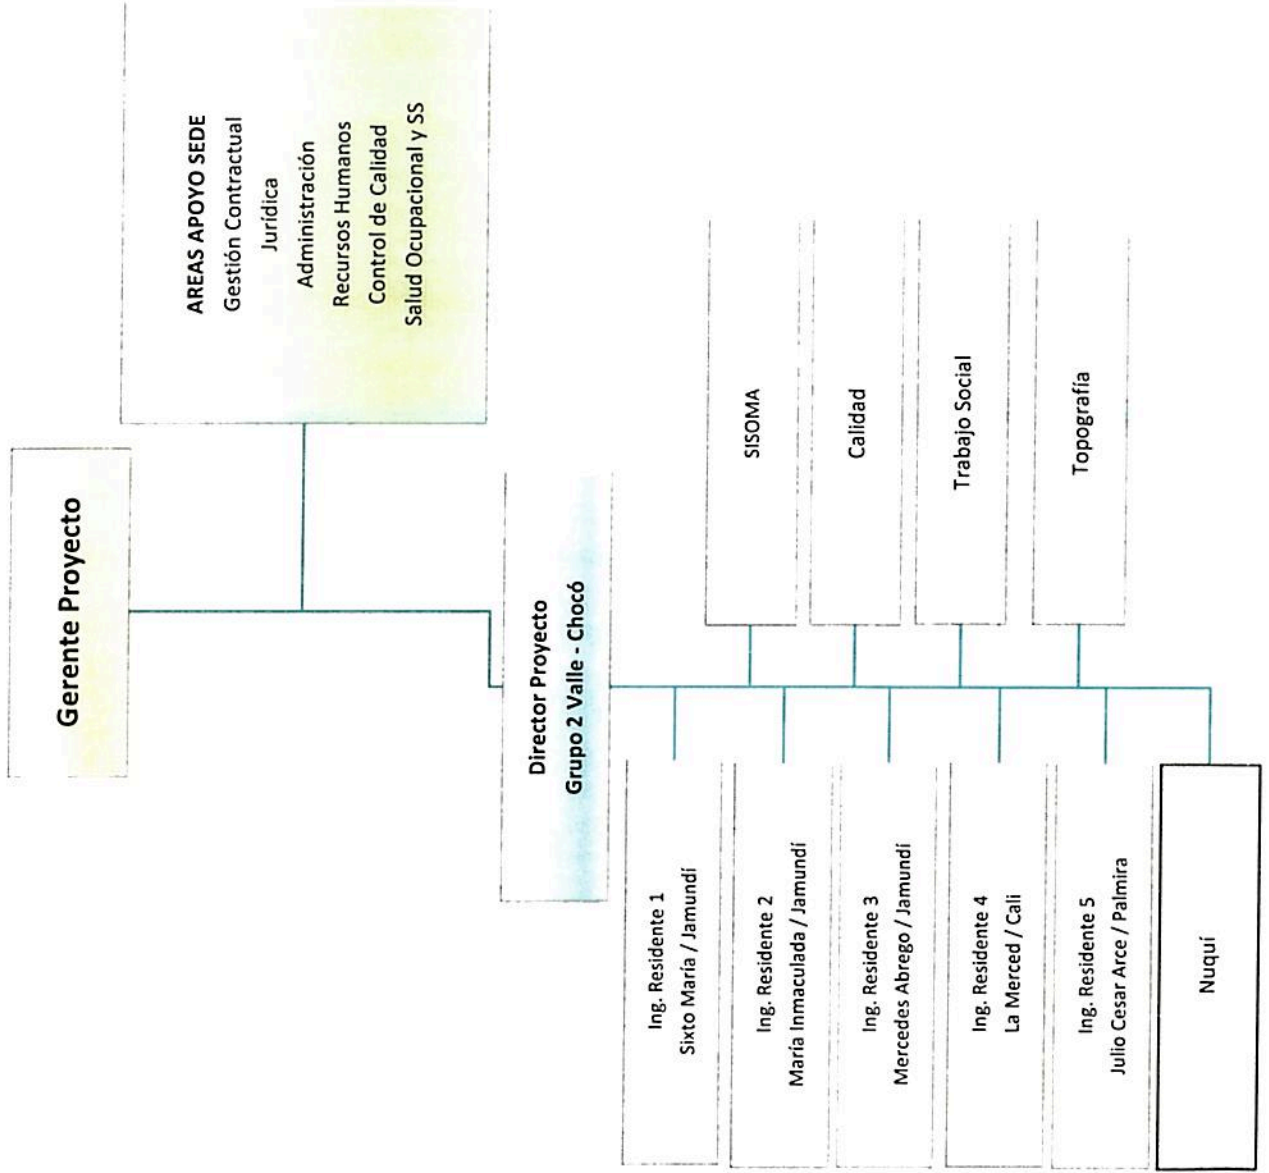 Gerente Proyecto
AREAS APOYO SEDE
Gestión Contractual
Jurídica
Administración
Recursos Humanos
Control de Calidad
Salud Ocupacional y SS
Director Proyecto
Grupo 2 Valle - Chocó
Ing. Residente 1
Sixto María / Jamundí
Ing. Residente 2
María Inmaculada / Jamundí
Ing. Residente 3
Mercedes Abrego / Jamundí
Ing. Residente 4
La Merced / Cali
Ing. Residente 5
Julio Cesar Arce / Palmira
Nuquí
SISOMA
Calidad
Trabajo Social
Topografía